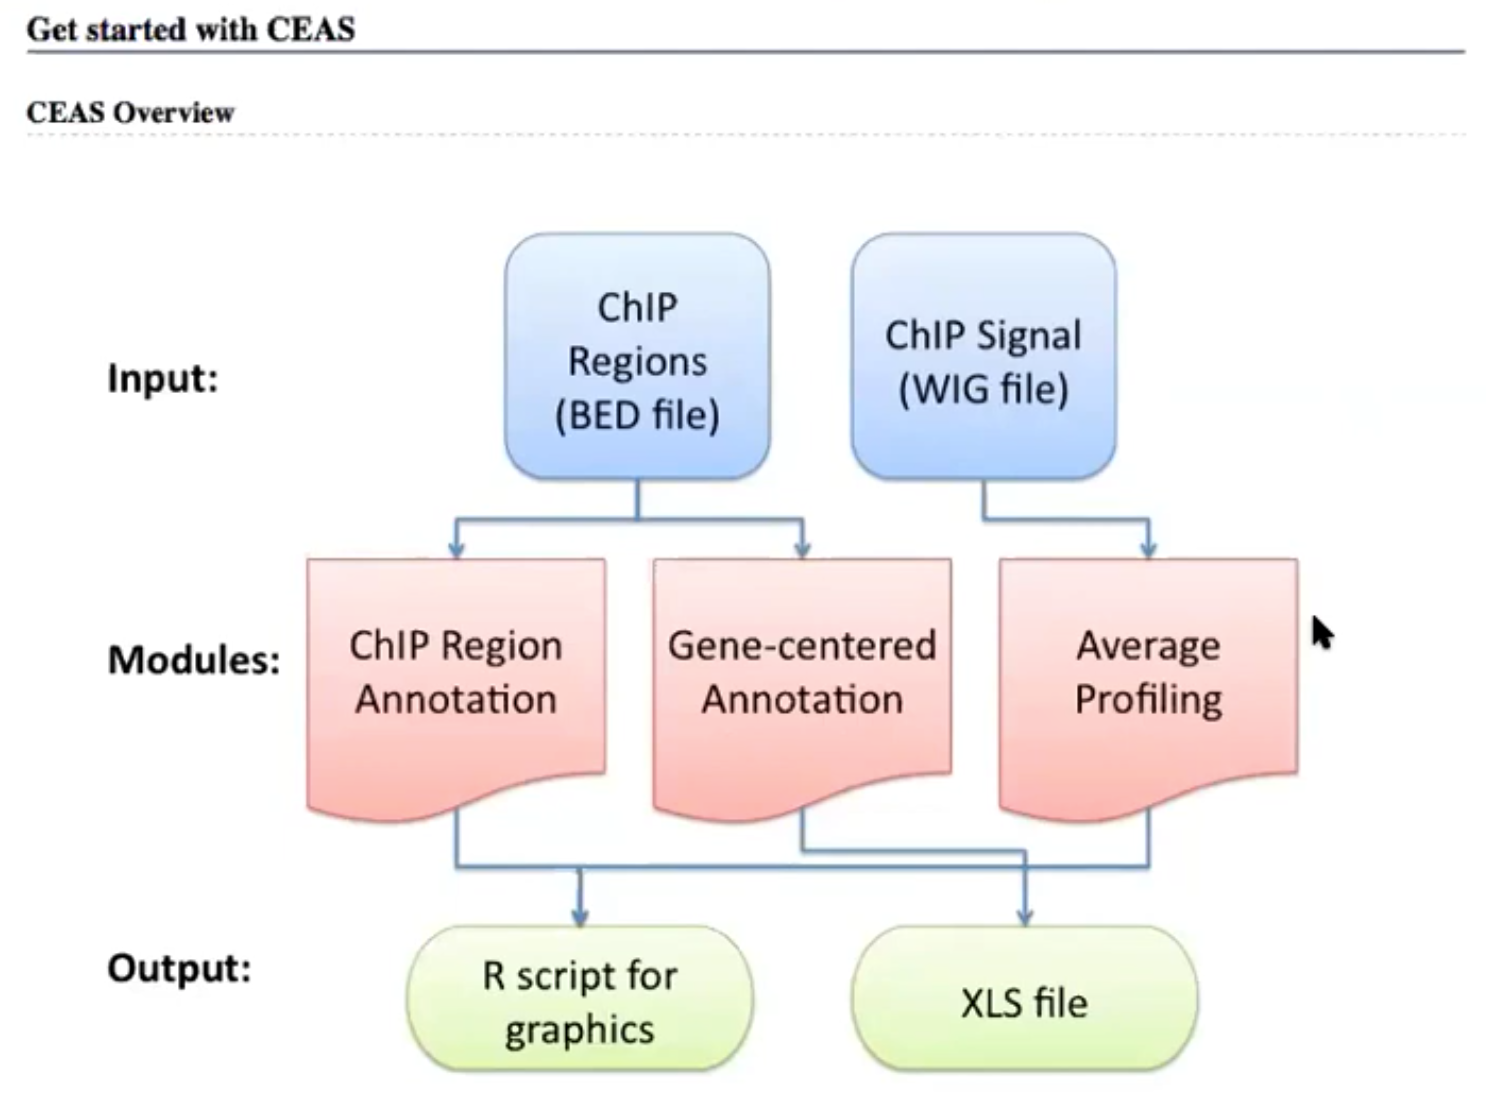 Get started with CEAS
CEAS Overview
Input:
ChIP
Regions
(BED file)
ChIP Signal
(WIG file)
Modules:
ChIP Region
Annotation
Gene-centered
Annotation
Average
Profiling
Output:
R script for
graphics
XLS file